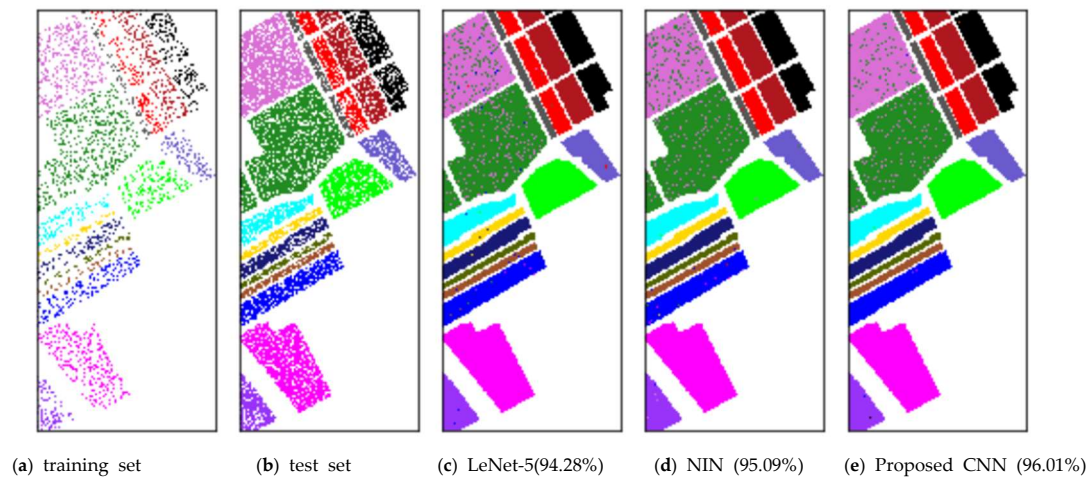 (a) training set (b) test set (c) LeNet-5(94.28%) (d) NIN (95.09%) (e) Proposed CNN (96.01%)